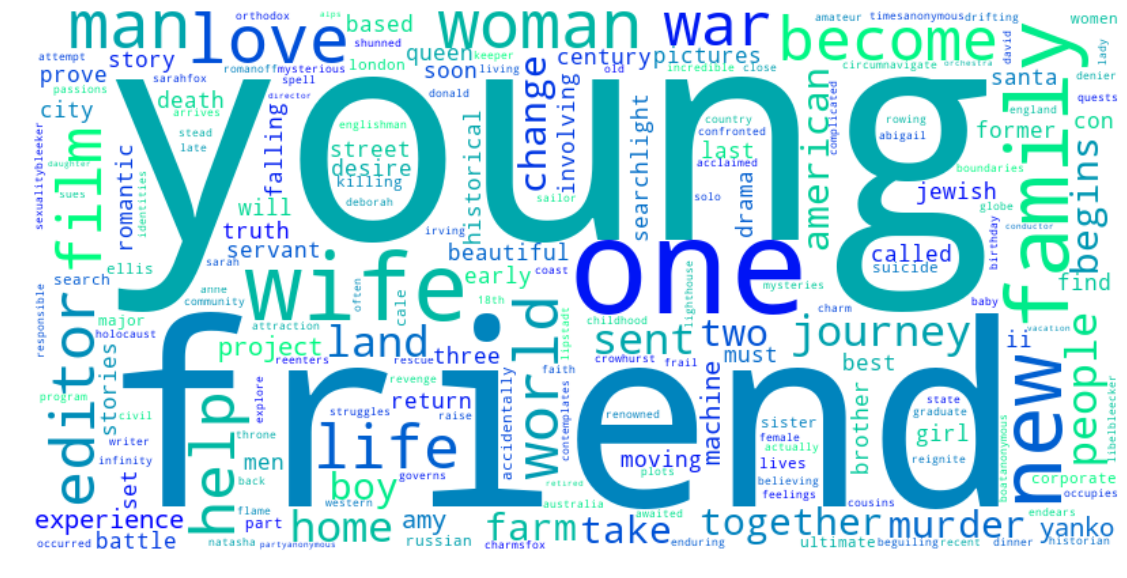 young
friend
one
family
love
man
woman
war
become
wife
life
new
film
editor
help
world
change
american
people
begins
journey
together
murder
farm
take
home
boy
land
sent
two
experience
yanko
amy
battle
men
set
project
return
three
moving
machine
brother
girl
best
must
find
called
jewish
former
con
santa
last
drama
searchlight
historical
involving
falling
romantic
death
street
desire
killing
will
truth
servant
beautiful
early
city
prove
story
based
queen
soon
century
pictures
london
orthodox
shunned
aips
keeper
living
old
incredible
close
amateur
timesanonymous
drifting
women
lady
david
orchestra
circumnavigate
denier
quests
england
attempt
passions
sarahfox
romanoff
mysterious
spell
director
donald
arrives
stead
late
englishman
deborah
country
confronted
acclaimed
solo
complicated
rowing
abigail
boundaries
globe
conductor
birthday
sexualitybleeker
daughter
sues
identities
irving
sailor
suicide
search
ellis
sarah
anne
community
often
cale
18th
coast
lighthouse
mysteries
baby
charm
childhood
vacation
ii
responsible
major
holocaust
attraction
reenters
rescue
faith
lipstadt
crowhurst
frail
stories
program
civil
writer
infinity
throne
back
explore
struggles
revenge
raise
governs
accidentally
contemplates
renowned
plots
sister
female
actually
lives
believing
feelings
state
graduate
reignite
boatanonymous
libelbleecker
corporate
occupies
cousins
endears
historian
flame
part
western
retired
natasha
partyanonymous
russian
charmsfox
australia
awaited
enduring
ultimate
beguiling
recent
dinner
occurred